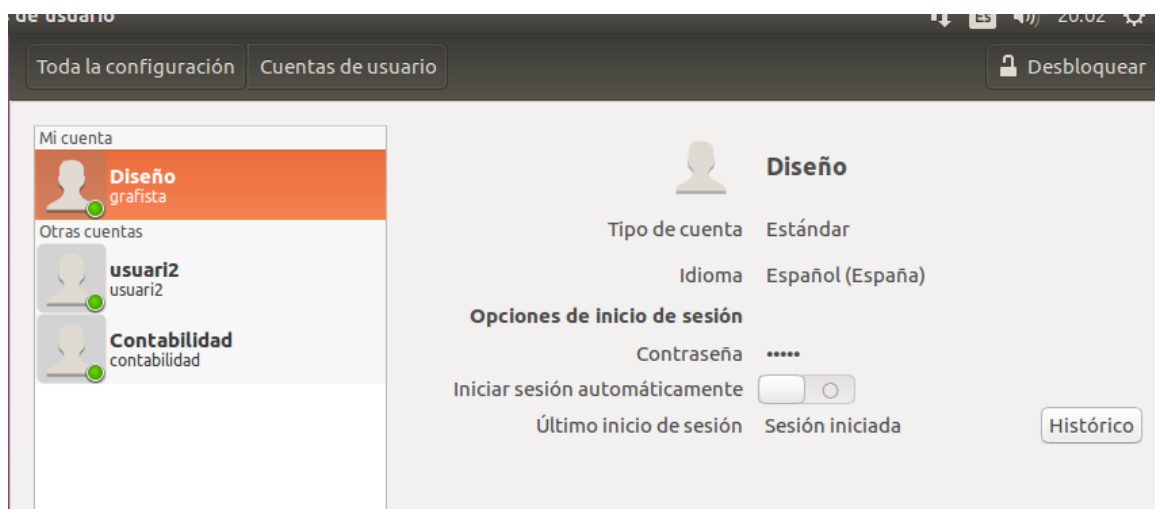 de usuario Es 20:02
Toda la configuración Cuentas de usuario Desbloquear
Mi cuenta
Diseño
grafista
Otras cuentas
usuari2
usuari2
Contabilidad
contabilidad
Diseño
Tipo de cuenta Estándar
Idioma Español (España)
Opciones de inicio de sesión
Contraseña •••••
Iniciar sesión automáticamente
Último inicio de sesión Sesión iniciada Histórico